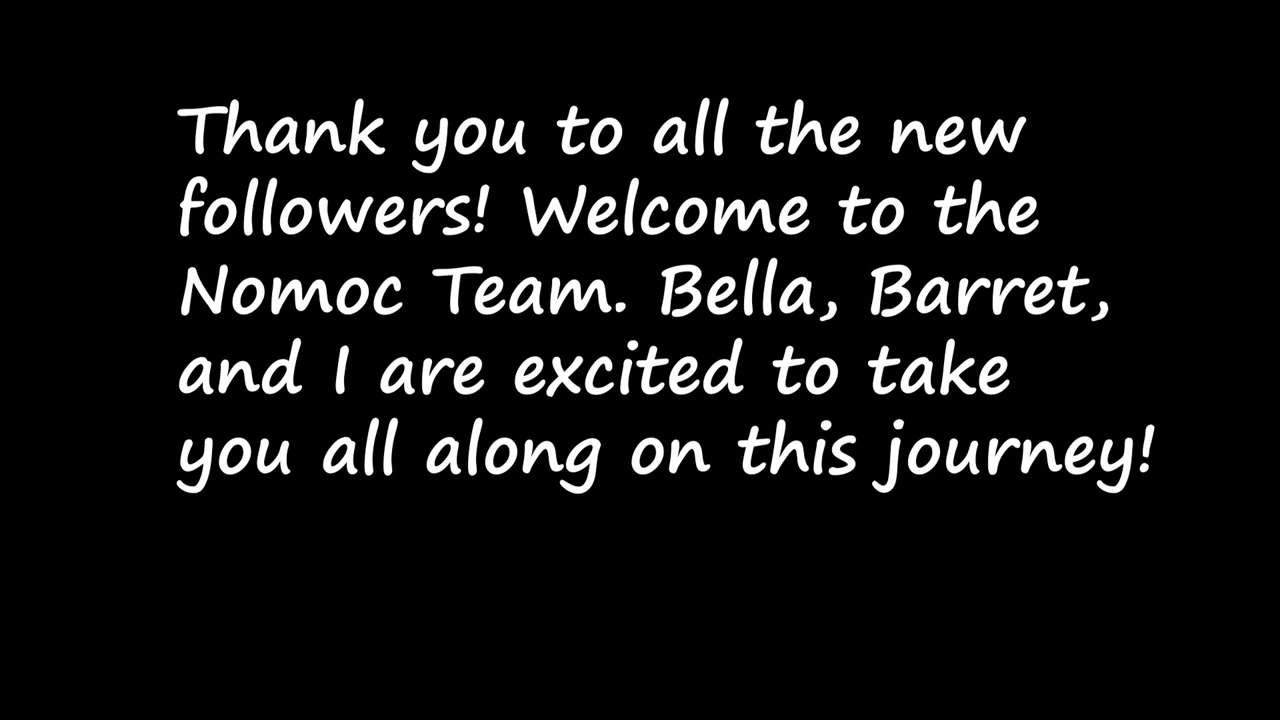 Thank you to all the new
followers! Welcome to the
Nomoc Team. Bella, Barret,
and I are excited to take
you all along on this journey!